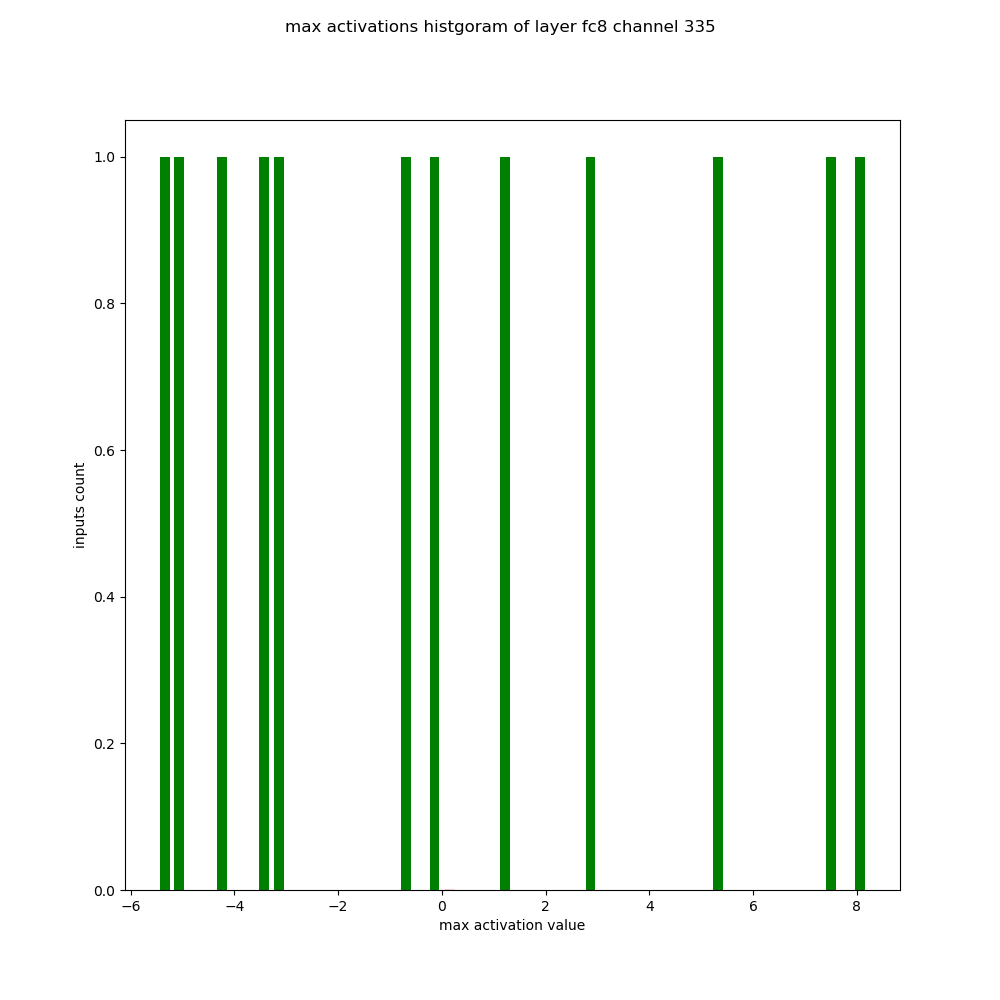 max activations histgoram of layer fc8 channel 335
1.0
0.8
0.6
0.4
0.2
0.0
inputs count
−6 −4 −2 0 2 4 6 8
max activation value